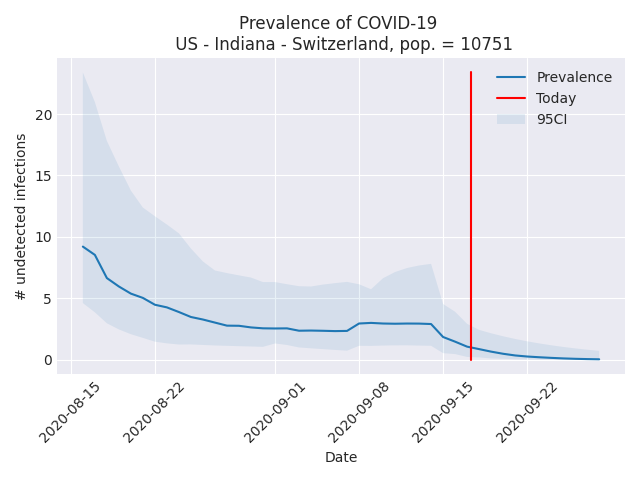 Prevalence of COVID-19
US - Indiana - Switzerland, pop. = 10751
Prevalence
Today
95CI
# undetected infections
20
15
10
5
0
2020-08-15
2020-08-22
2020-09-01
2020-09-08
2020-09-15
2020-09-22
Date